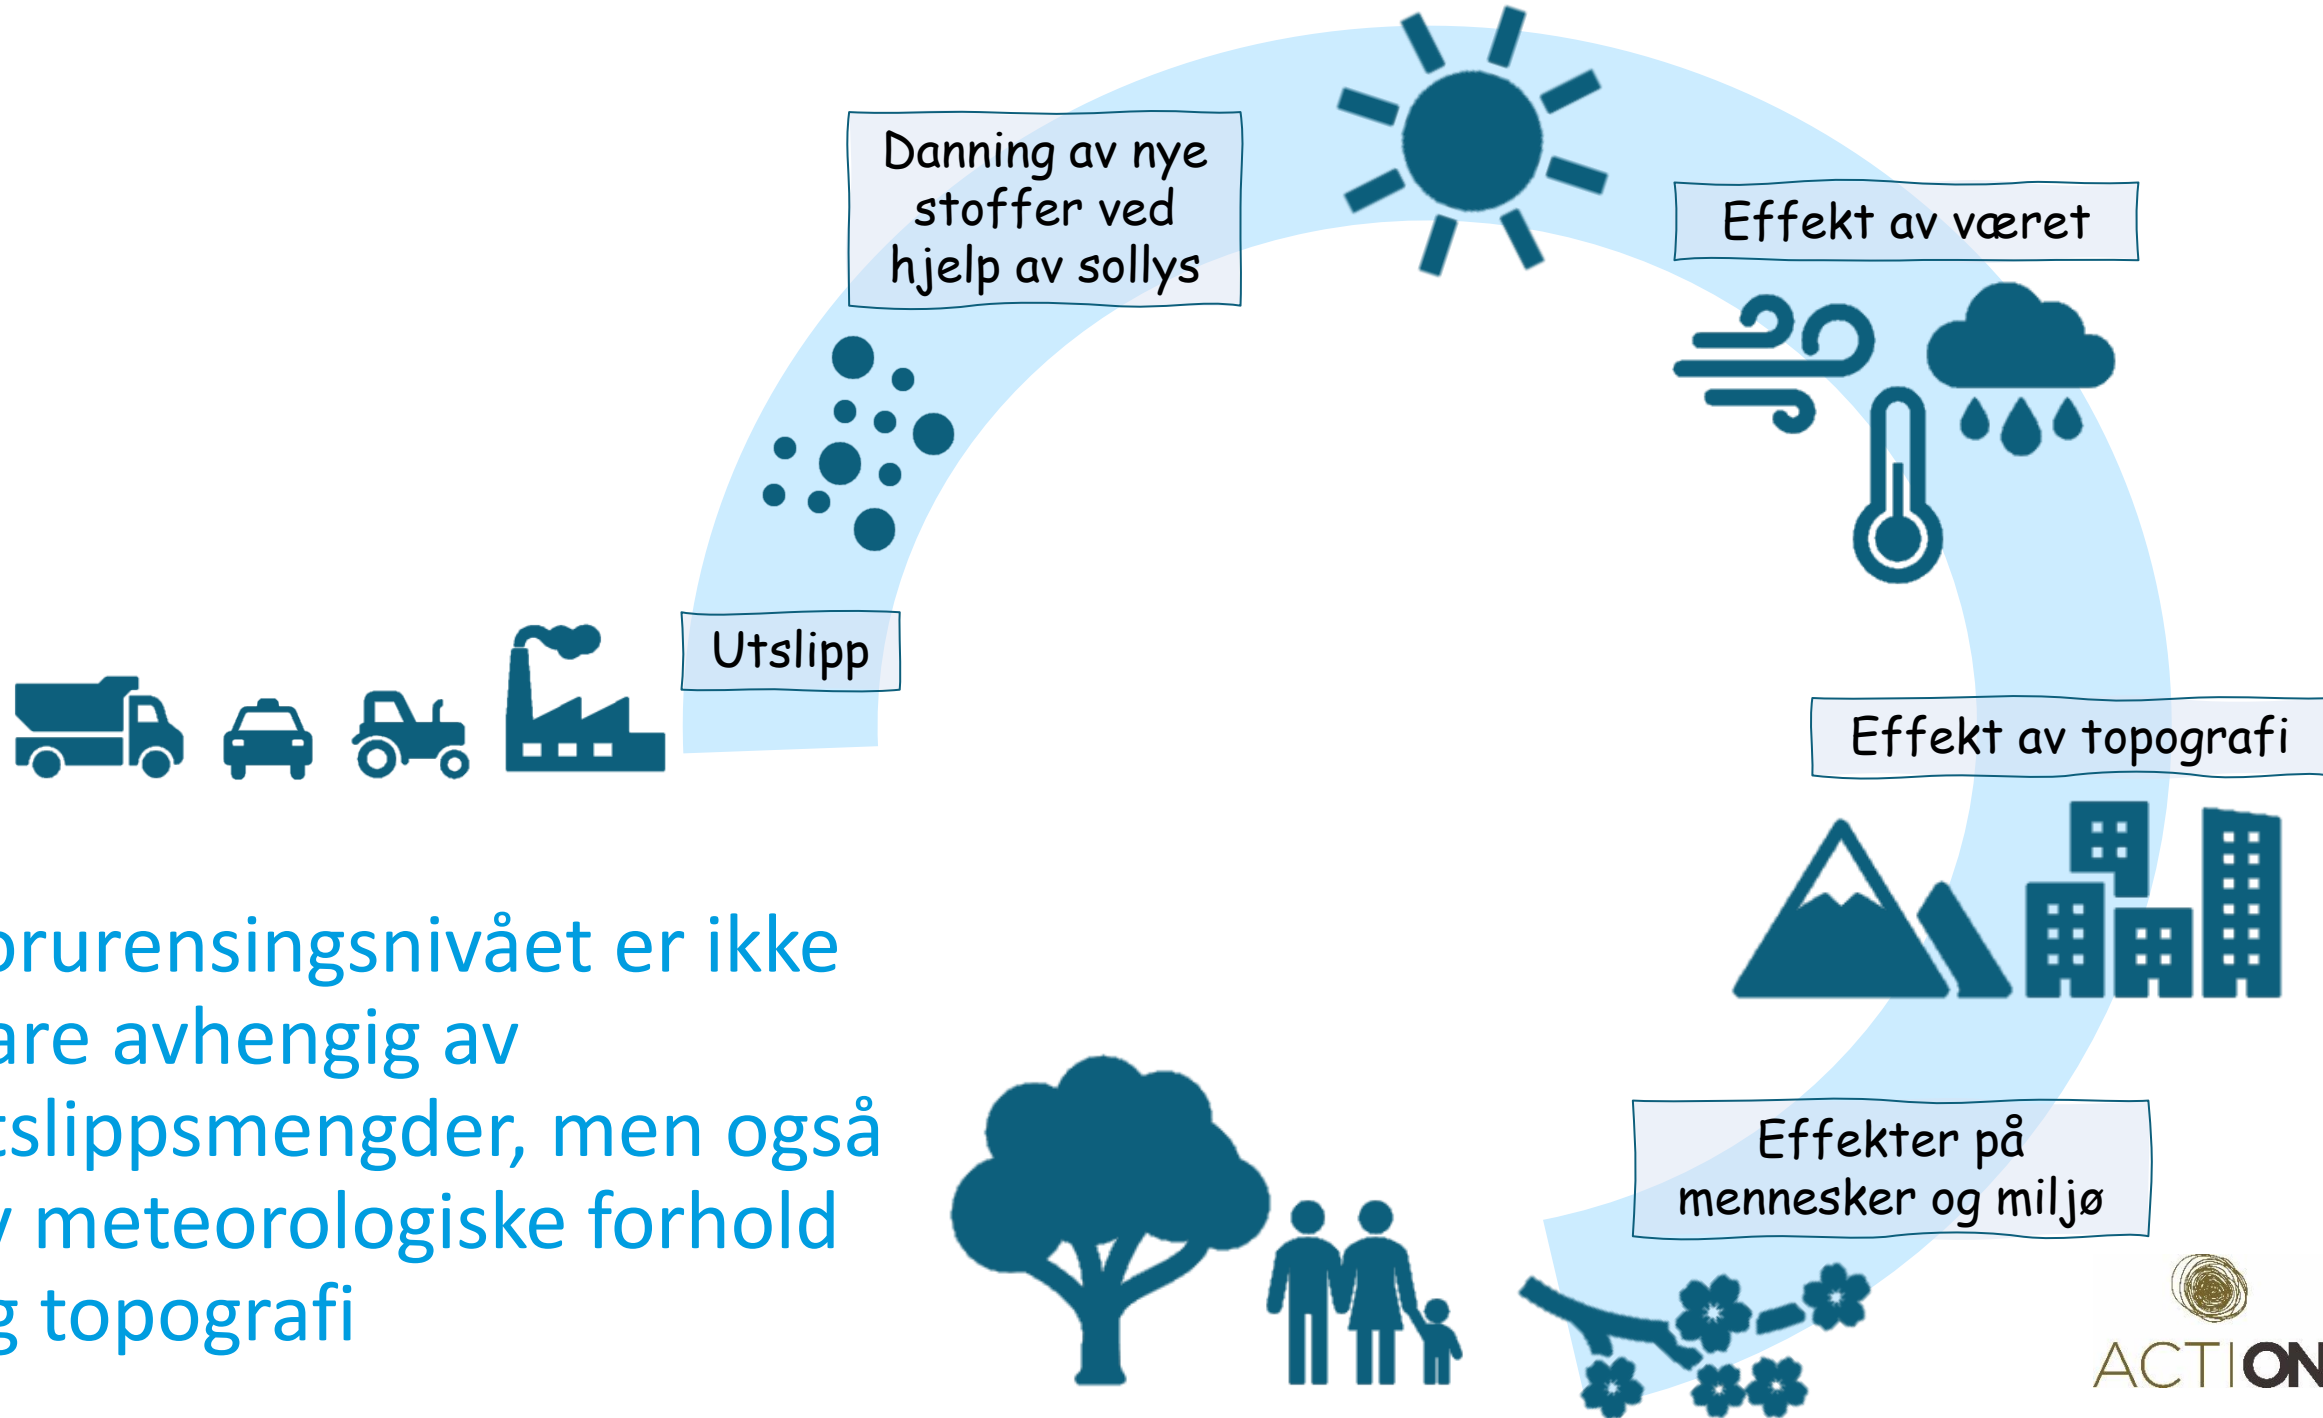 Danning av nye
stoffer ved
hjelp av sollys
Effekt av været
Utslipp
Effekt av topografi
orurensingsnivået er ikke
are avhengig av
tslippsmengder, men også
v meteorologiske forhold
g topografi
Effekter på
mennesker og miljø
ACTION